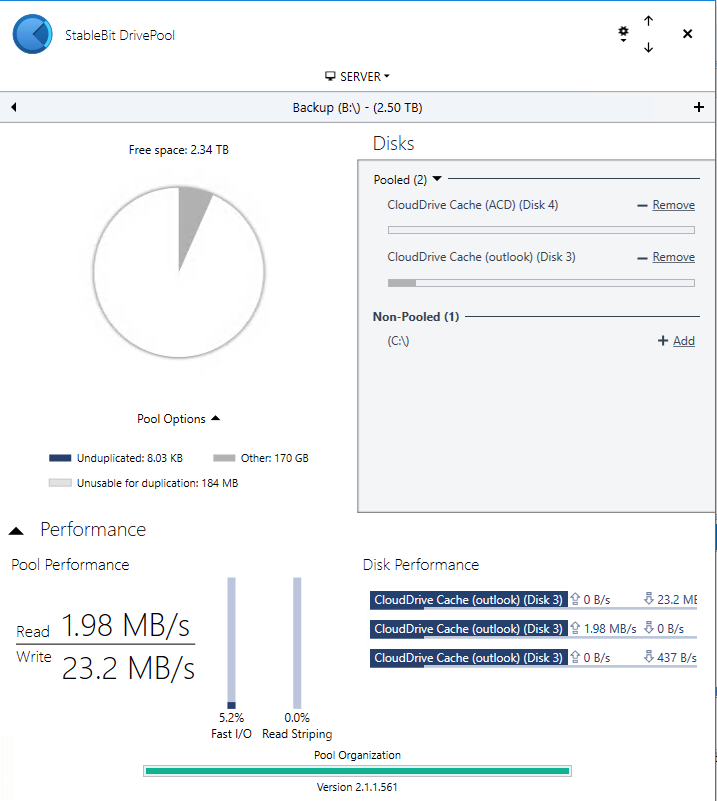 StableBit DrivePool
SERVER
Backup (B:\) - (2.50 TB)
Free space: 2.34 TB
Pool Options
Unduplicated: 8.03 KB
Other: 170 GB
Unusable for duplication: 184 MB
Disks
Pooled (2)
CloudDrive Cache (ACD) (Disk 4)
Remove
CloudDrive Cache (outlook) (Disk 3)
Remove
Non-Pooled (1)
(C:\)
Add
Performance
Pool Performance
Read 1.98 MB/s
Write 23.2 MB/s
5.2%
Fast I/O
0.0%
Read Striping
Disk Performance
CloudDrive Cache (outlook) (Disk 3) 0 B/s 23.2 ME
CloudDrive Cache (outlook) (Disk 3) 1.98 MB/s 0 B/s
CloudDrive Cache (outlook) (Disk 3) 0 B/s 437 B/s
Pool Organization
Version 2.1.1.561